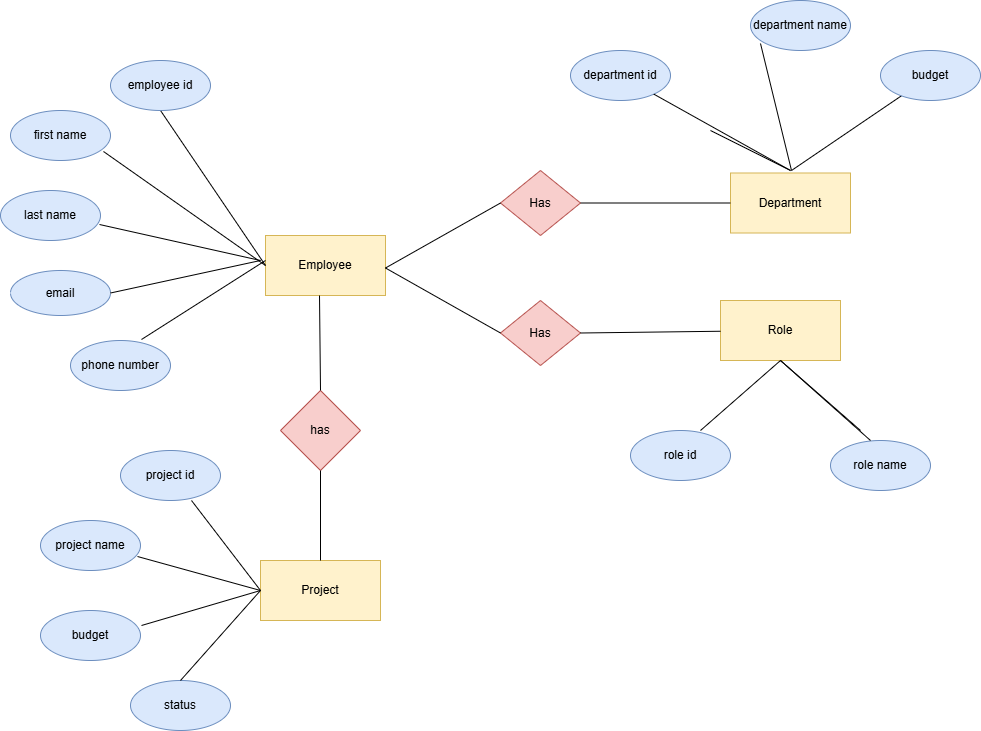 department name
department id
budget
employee id
first name
last name
email
phone number
Employee
Has
Department
Has
Role
has
role id
role name
project id
project name
budget
status
Project